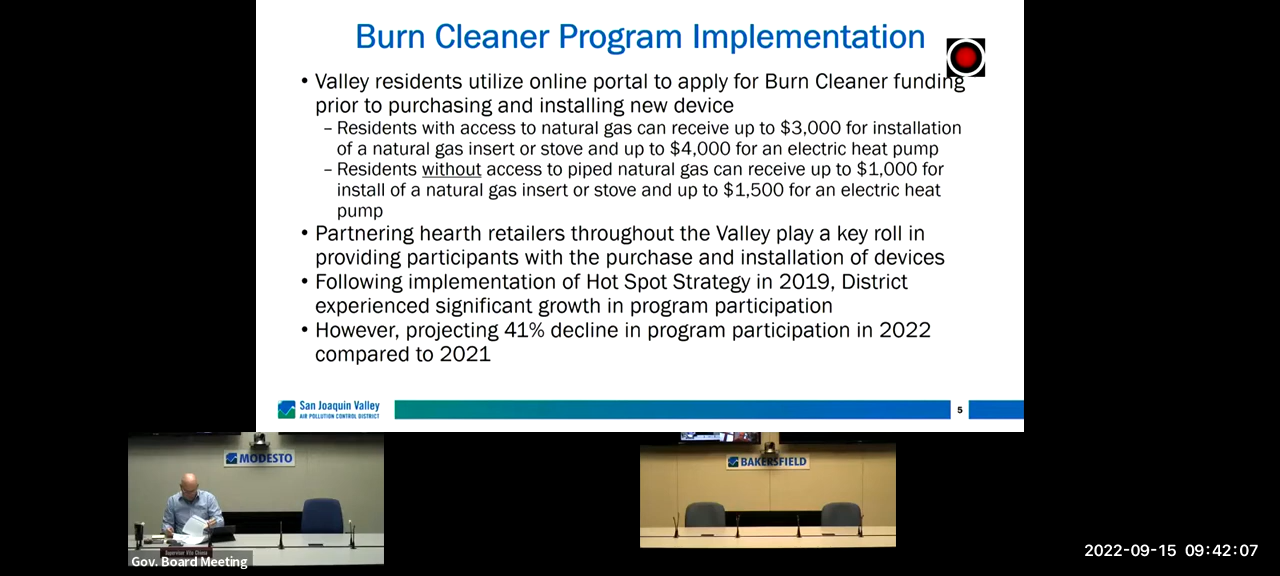 Burn Cleaner Program Implementation
• Valley residents utilize online portal to apply for Burn Cleaner funding
prior to purchasing and installing new device
– Residents with access to natural gas can receive up to $3,000 for installation
of a natural gas insert or stove and up to $4,000 for an electric heat pump
– Residents without access to piped natural gas can receive up to $1,000 for
install of a natural gas insert or stove and up to $1,500 for an electric heat
pump
• Partnering hearth retailers throughout the Valley play a key roll in
providing participants with the purchase and installation of devices
• Following implementation of Hot Spot Strategy in 2019, District
experienced significant growth in program participation
• However, projecting 41% decline in program participation in 2022
compared to 2021
San Joaquin Valley
AIR POLLUTION CONTROL DISTRICT
5
MODESTO
BAKERSFIELD
Supervisor Vito Chiesa
Gov. Board Meeting
2022-09-15 09:42:07